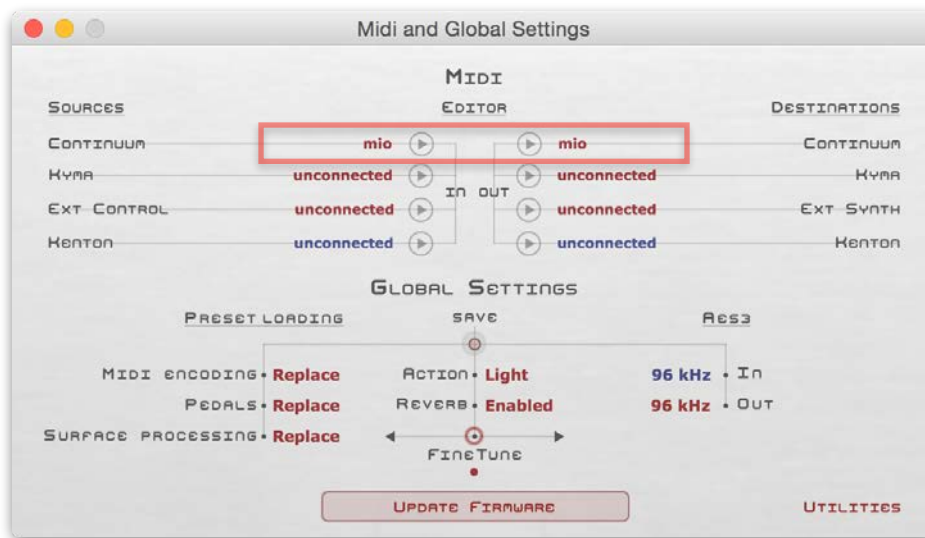 Midi and Global Settings
MIDI
SOURCES EDITOR DESTINATIONS
CONTINUUM mio mio CONTINUUM
KYMA unconnected unconnected KYMA
IN OUT
EXT CONTROL unconnected unconnected EXT SYNTH
KENTON unconnected unconnected KENTON
GLOBAL SETTINGS
PRESET LOADING SAVE AES3
MIDI ENCODING Replace ACTION Light 96 kHz IN
PEDALS Replace REVERB Enabled 96 kHz OUT
SURFACE PROCESSING Replace
FINETUNE
UPDATE FIRMWARE UTILITIES